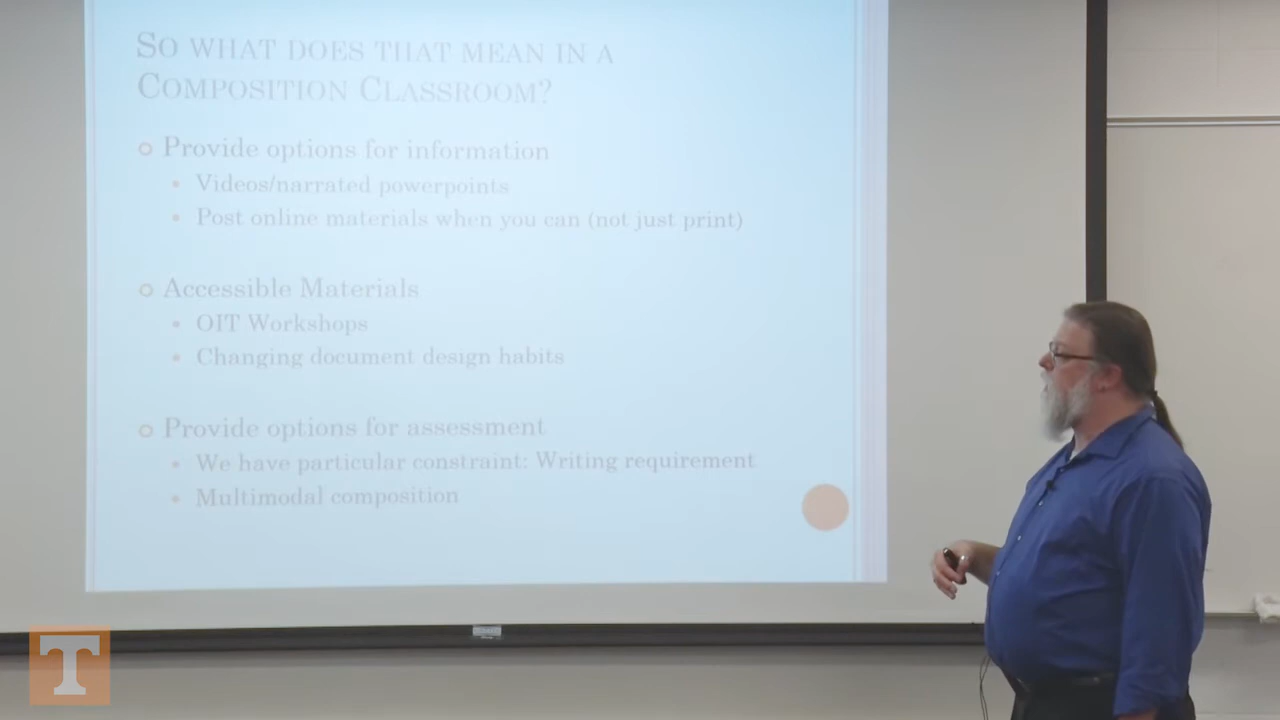 SO WHAT DOES THAT MEAN IN A
COMPOSITION CLASSROOM?
Provide options for information
Videos/narrated powerpoints
Post online materials when you can (not just print)
Accessible Materials
OIT Workshops
Changing document design habits
Provide options for assessment
We have particular constraint: Writing requirement
Multimodal composition
T